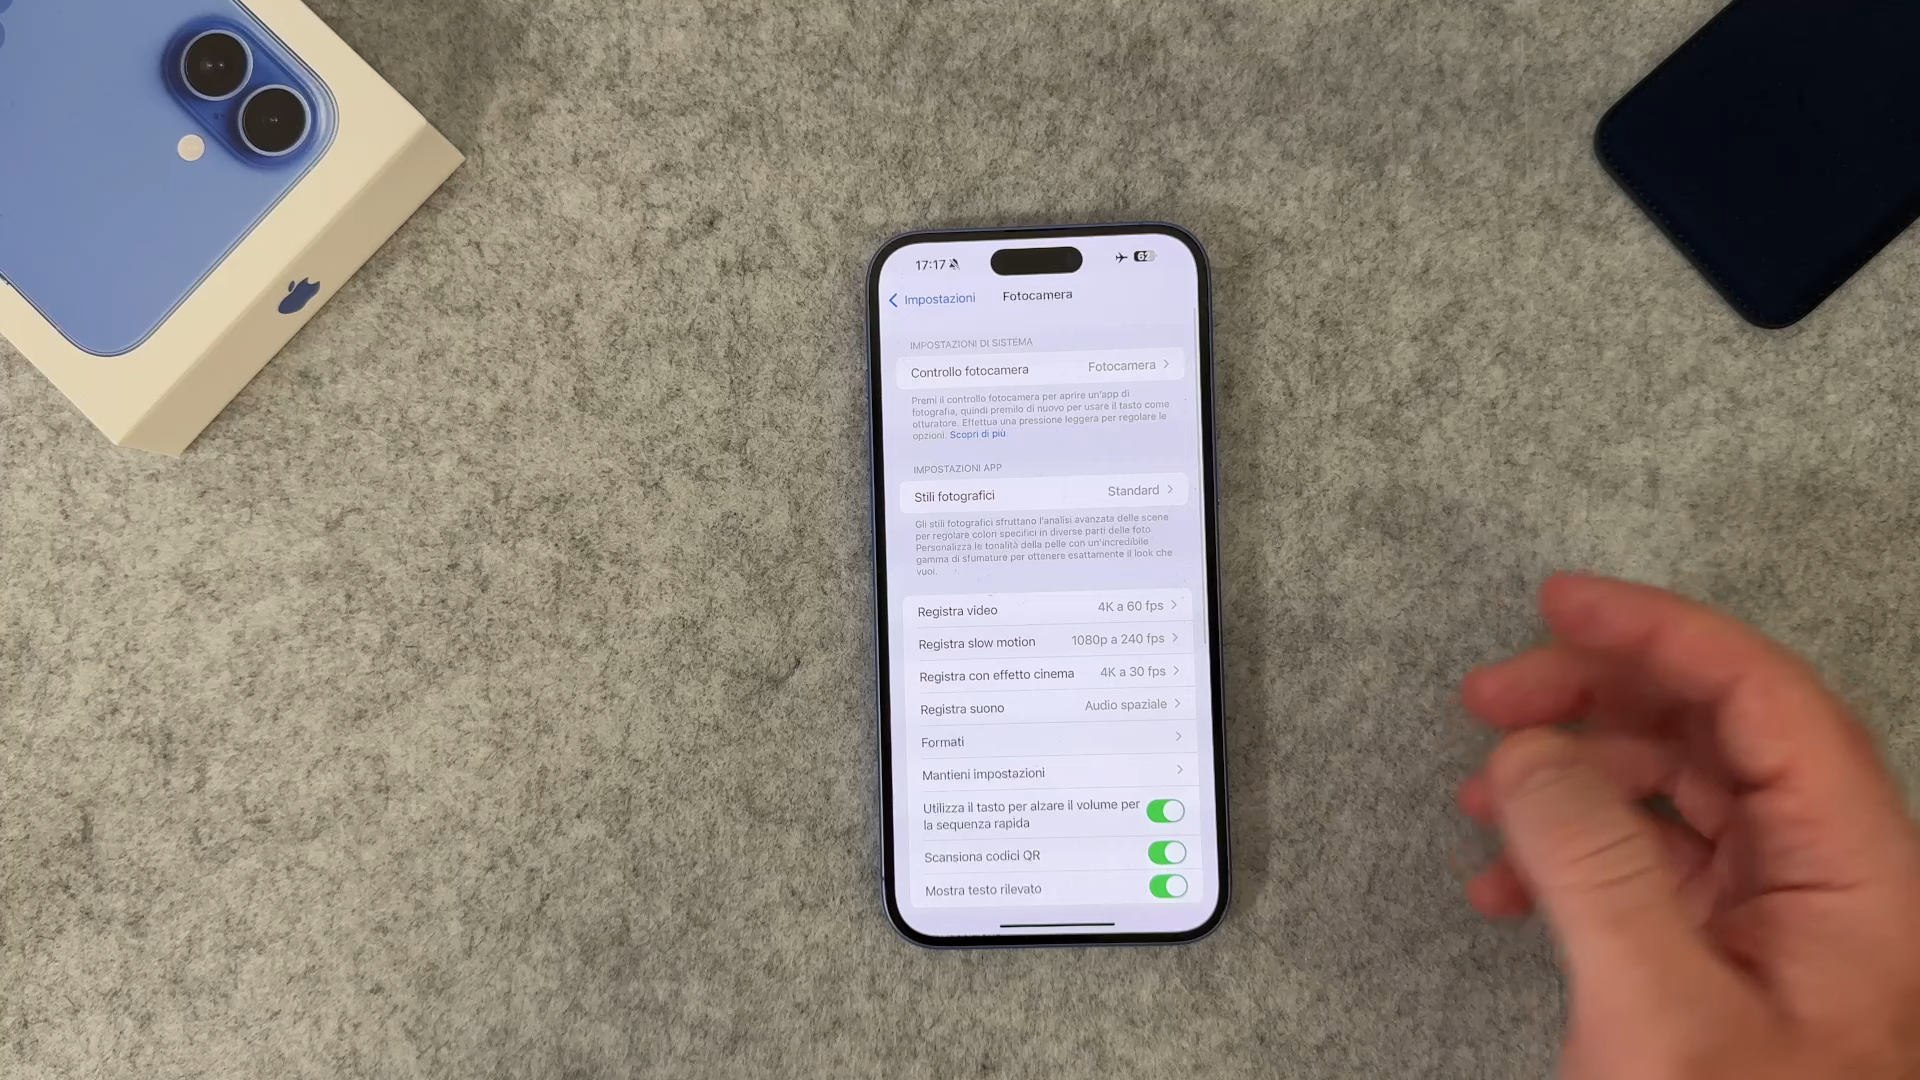 17:17
62
Impostazioni
Fotocamera
IMPOSTAZIONI DI SISTEMA
Controllo fotocamera
Fotocamera
Premi il controllo fotocamera per aprire un'app di
fotografia, quindi premilo di nuovo per usare il tasto come
otturatore. Effettua una pressione leggera per regolare le
opzioni. Scopri di più
IMPOSTAZIONI APP
Stili fotografici
Standard
Gli stili fotografici sfruttano l'analisi avanzata delle scene
per regolare colori specifici in diverse parti delle foto.
Personalizza le tonalità della pelle con un'incredibile
gamma di sfumature per ottenere esattamente il look che
vuoi.
Registra video
4K a 60 fps
Registra slow motion
1080p a 240 fps
Registra con effetto cinema
4K a 30 fps
Registra suono
Audio spaziale
Formati
Mantieni impostazioni
Utilizza il tasto per alzare il volume per
la sequenza rapida
Scansiona codici QR
Mostra testo rilevato